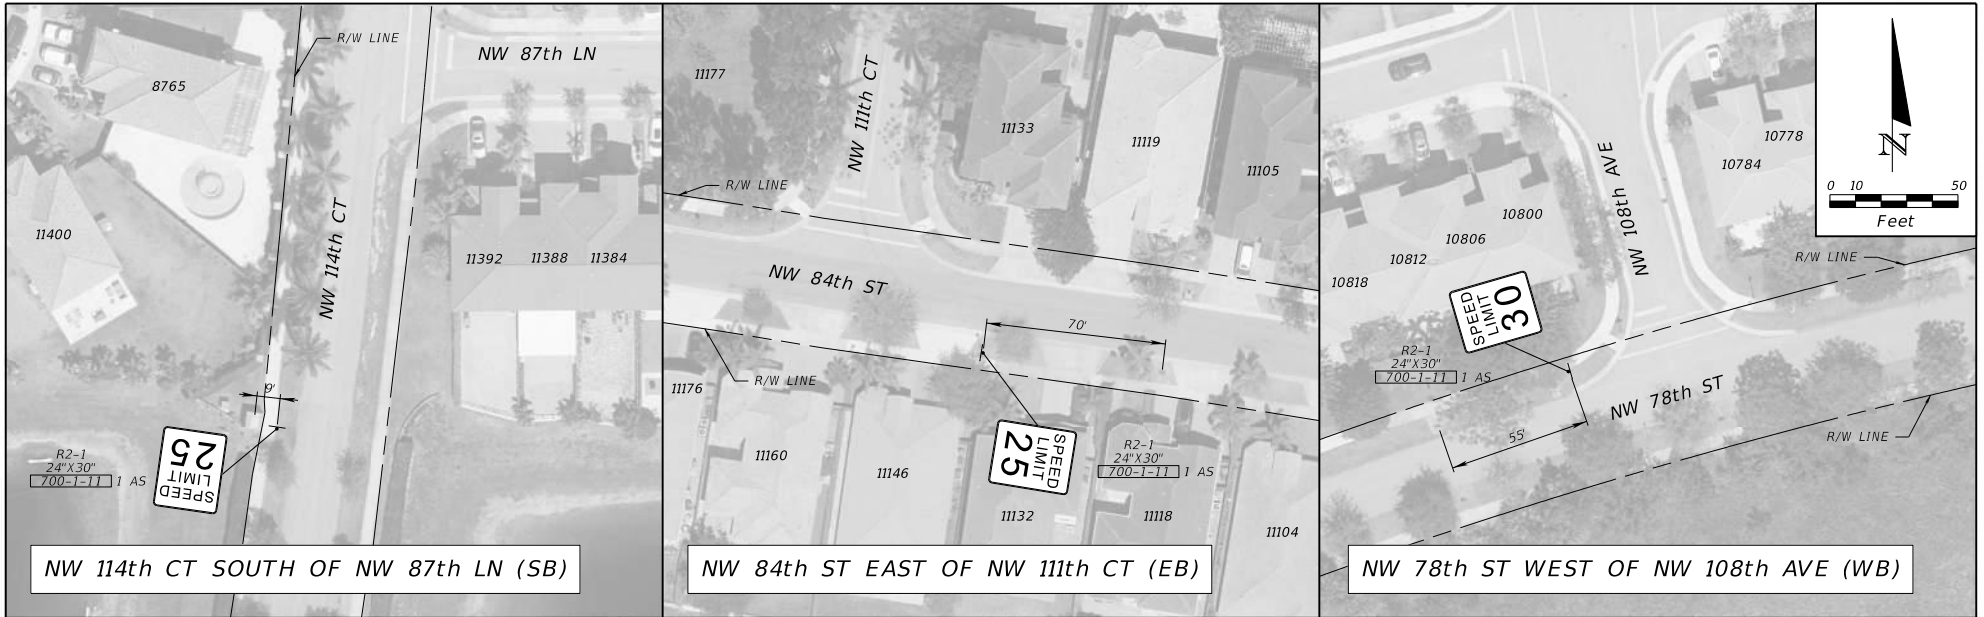 R/W LINE
NW 87th LN
8765
11400
NW 114th CT
11392
11388
11384
9'
SPEED
LIMIT
25
R2-1
24"X30"
700-1-11 1 AS
NW 114th CT SOUTH OF NW 87th LN (SB)
11177
NW 111th CT
11133
11119
11105
R/W LINE
NW 84th ST
70'
R/W LINE
11176
11160
11146
SPEED
LIMIT
25
R2-1
24"X30"
700-1-11 1 AS
11132
11118
11104
NW 84th ST EAST OF NW 111th CT (EB)
10778
10784
NW 108th AVE
10800
10806
10812
10818
R/W LINE
SPEED
LIMIT
30
R2-1
24"X30"
700-1-11 1 AS
NW 78th ST
55'
R/W LINE
NW 78th ST WEST OF NW 108th AVE (WB)
N
0 10 50
Feet